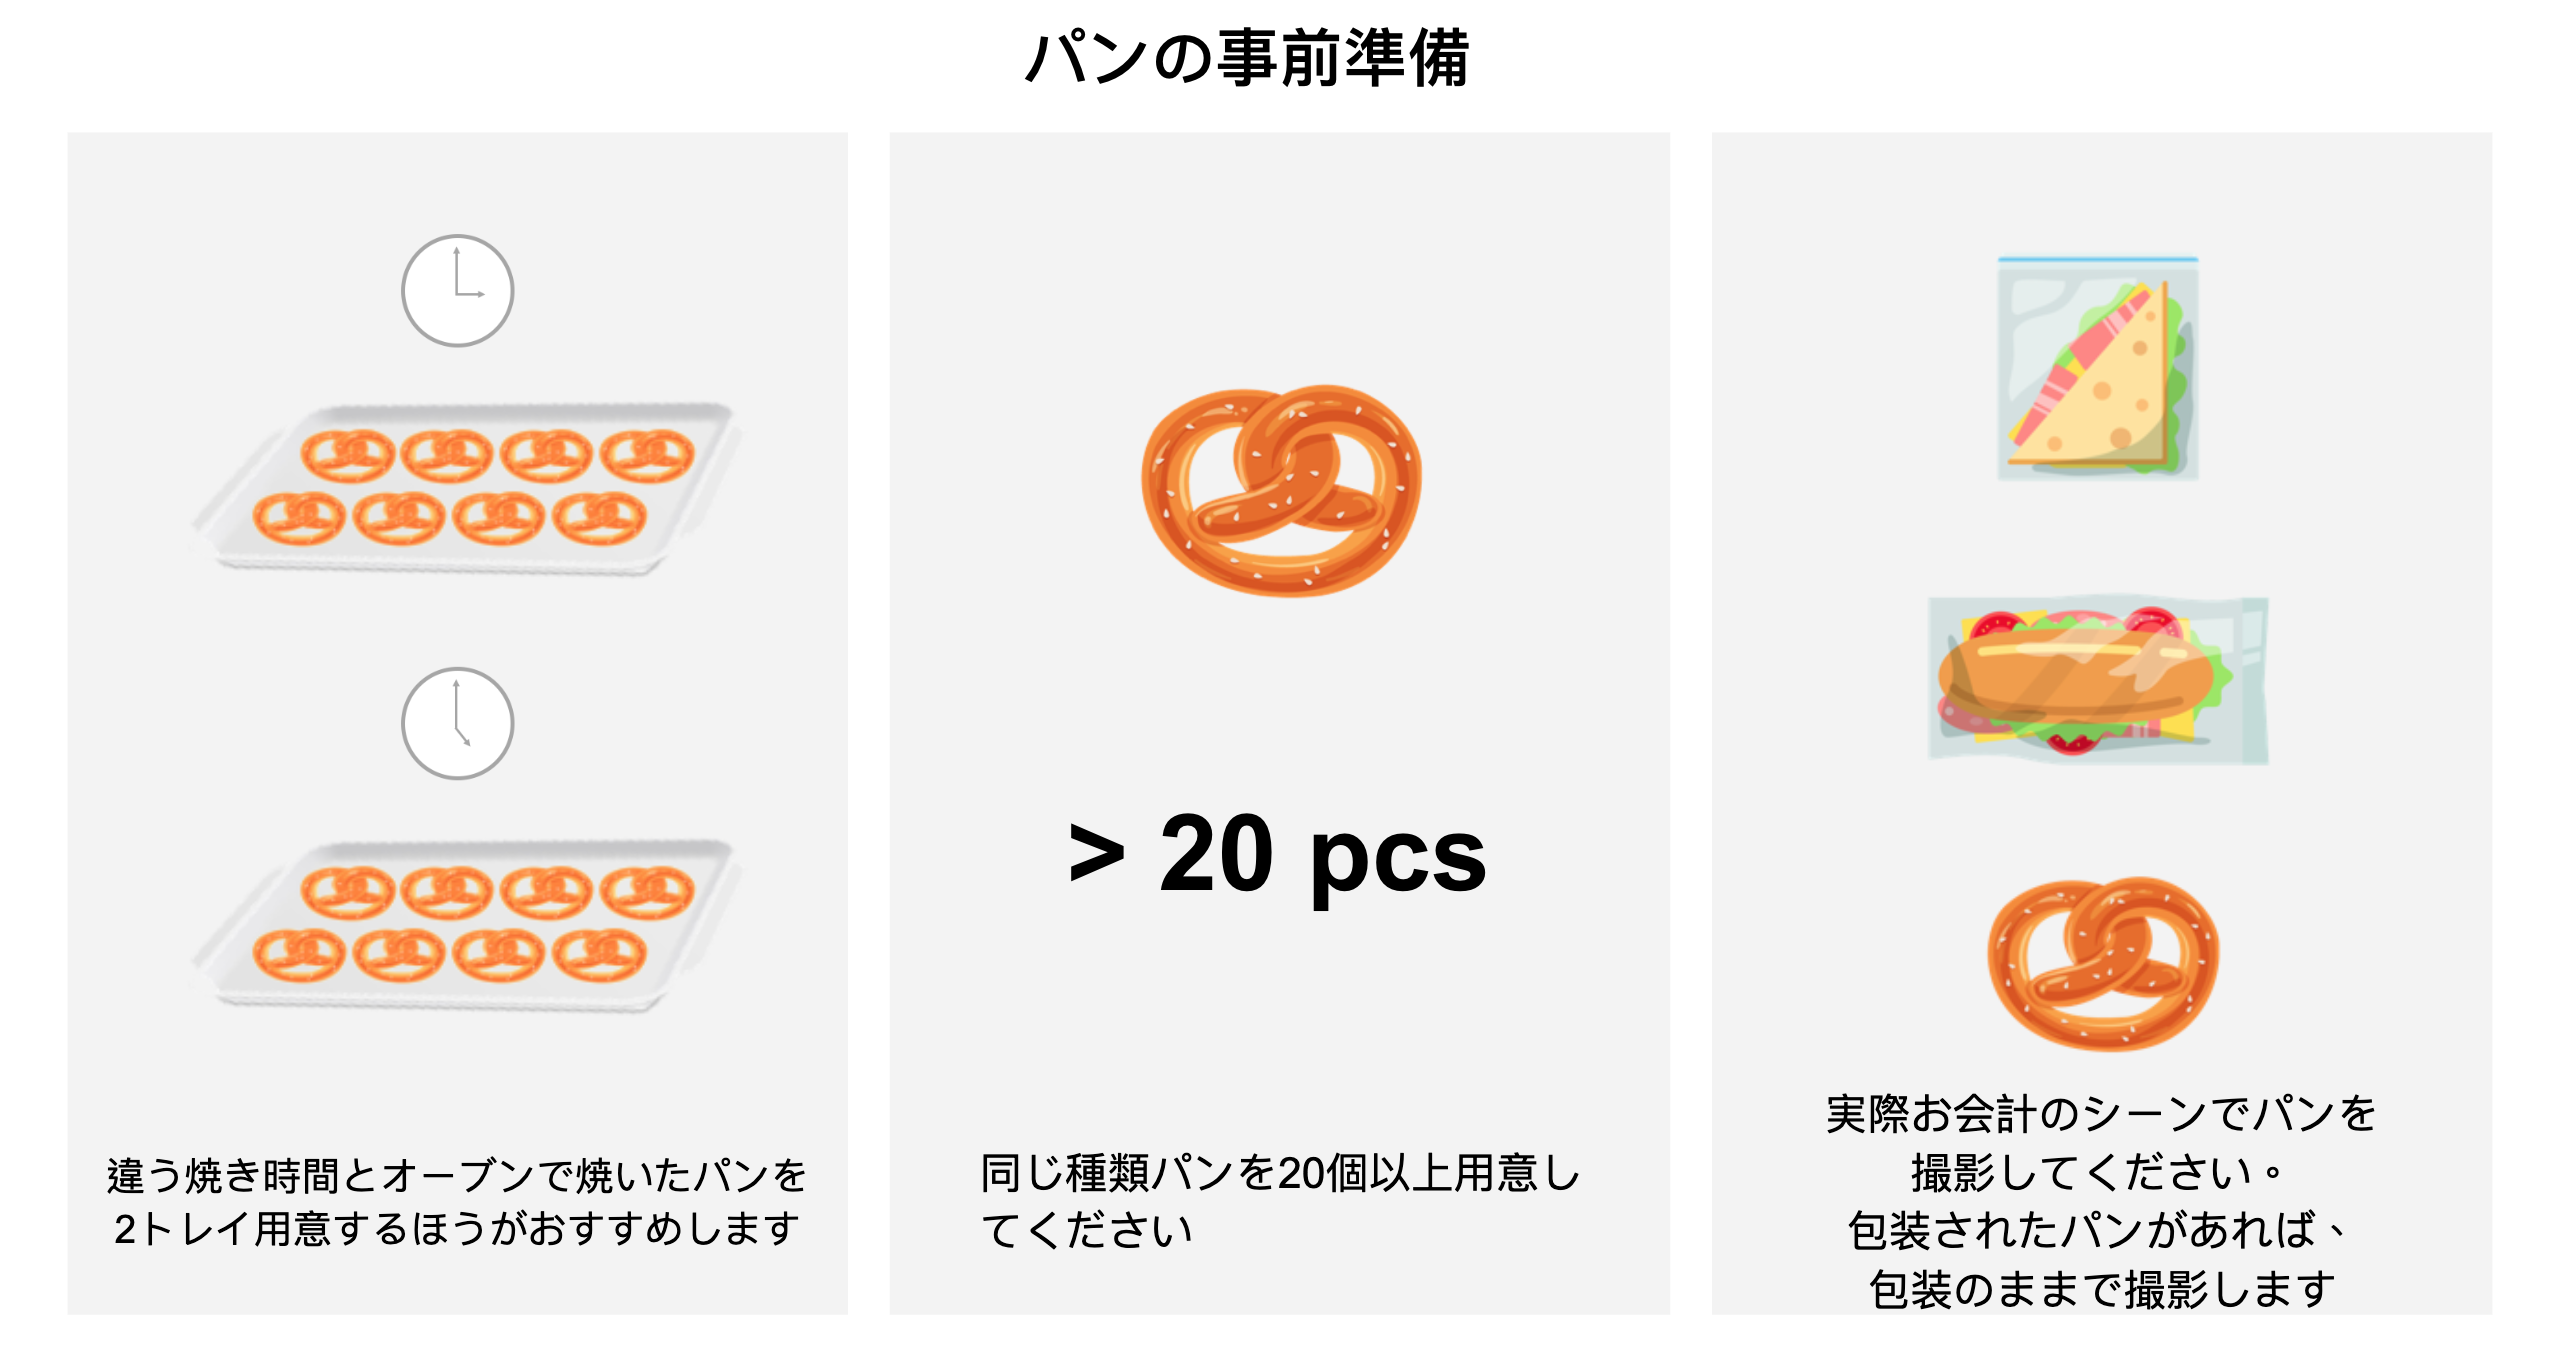 パンの事前準備
違う焼き時間とオーブンで焼いたパンを
2トレイ用意するほうがおすすめします
> 20 pcs
同じ種類パンを20個以上用意し
てください
実際お会計のシーンでパンを
撮影してください。
包装されたパンがあれば、
包装のままで撮影します